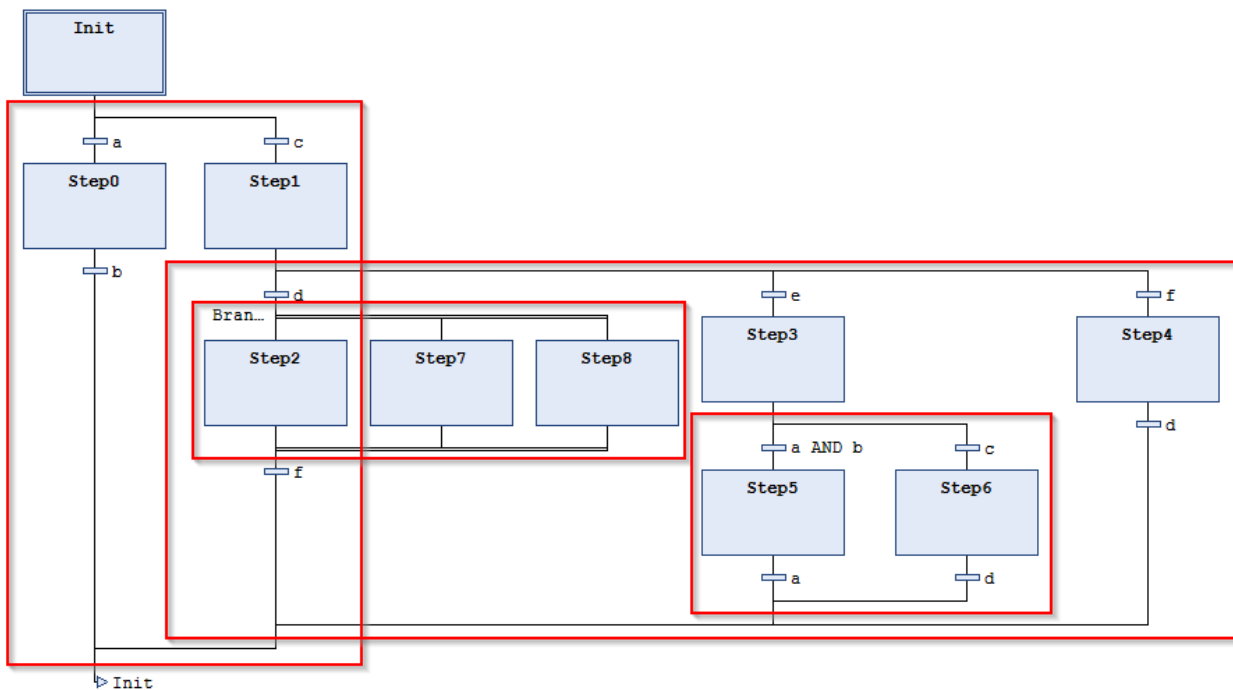 Init
a
c
Step0
Step1
b
d
e
f
Bran...
Step2
Step7
Step8
Step3
Step4
f
a AND b
c
d
Step5
Step6
a
d
Init